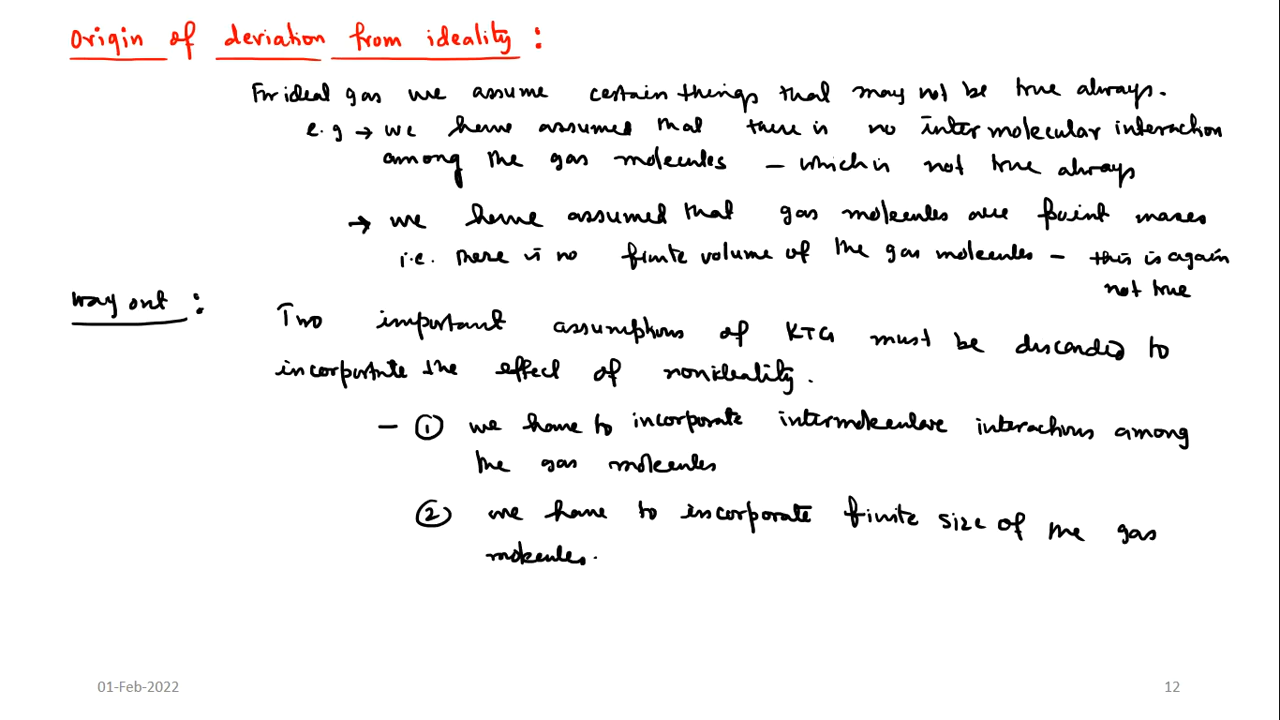 Origin of deviation from ideality :
For ideal gas we assume certain things that may not be true always.
e.g → we have assumed that there is no intermolecular interaction
among the gas molecules – which is not true always
→ we have assumed that gas molecules are point masses
i.e. there is no finite volume of the gas molecules – this is again
not true
Way out :
Two important assumptions of KTG must be discarded to
incorporate the effect of nonideality.
– ① we have to incorporate intermolecular interactions among
the gas molecules
② we have to incorporate finite size of the gas
molecules.
01-Feb-2022
12